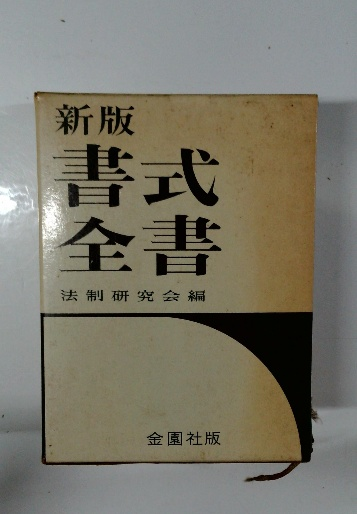 新版
書式
全書
法制研究会編
金園社版